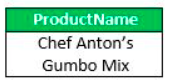 ProductName
Chef Anton's
Gumbo Mix